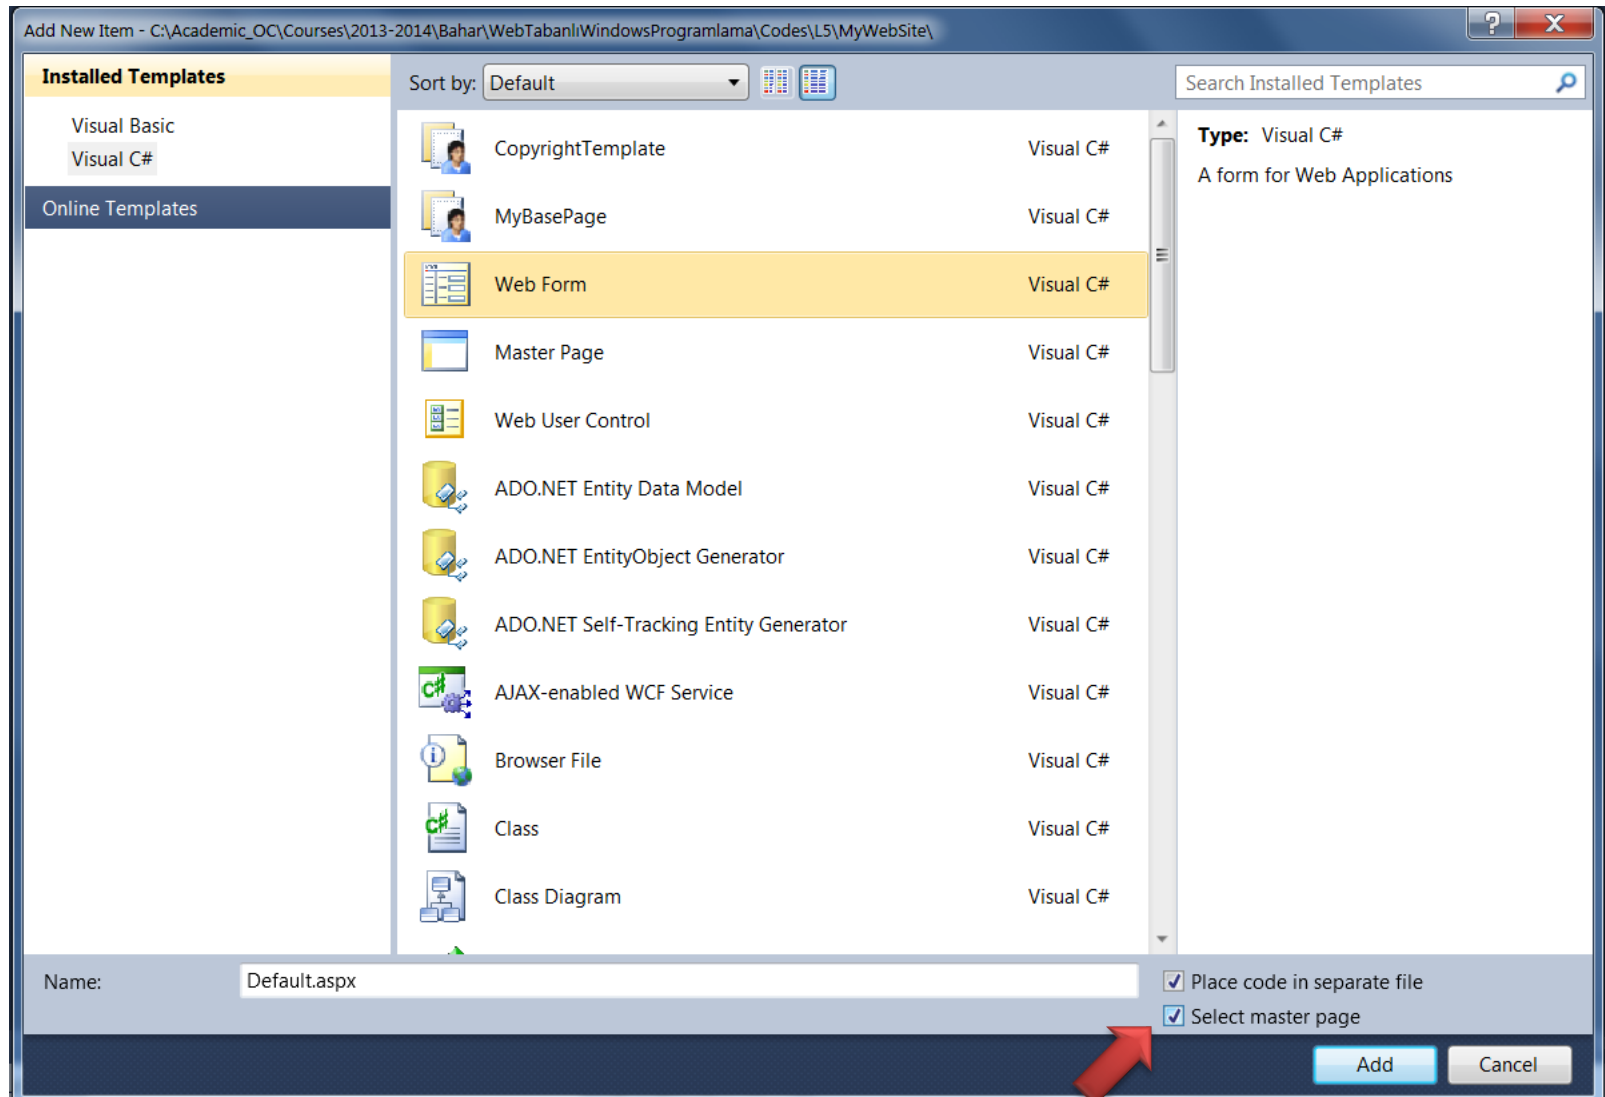 Add New Item - C:\Academic_OC\Courses\2013-2014\Bahar\WebTabanlıWindowsProgramlama\Codes\L5\MyWebSite\
Installed Templates
Visual Basic
Visual C#
Online Templates
Sort by: Default
Search Installed Templates
CopyrightTemplate Visual C#
MyBasePage Visual C#
Web Form Visual C#
Master Page Visual C#
Web User Control Visual C#
ADO.NET Entity Data Model Visual C#
ADO.NET EntityObject Generator Visual C#
ADO.NET Self-Tracking Entity Generator Visual C#
AJAX-enabled WCF Service Visual C#
Browser File Visual C#
Class Visual C#
Class Diagram Visual C#
Type: Visual C#
A form for Web Applications
Name: Default.aspx
Place code in separate file
Select master page
Add Cancel